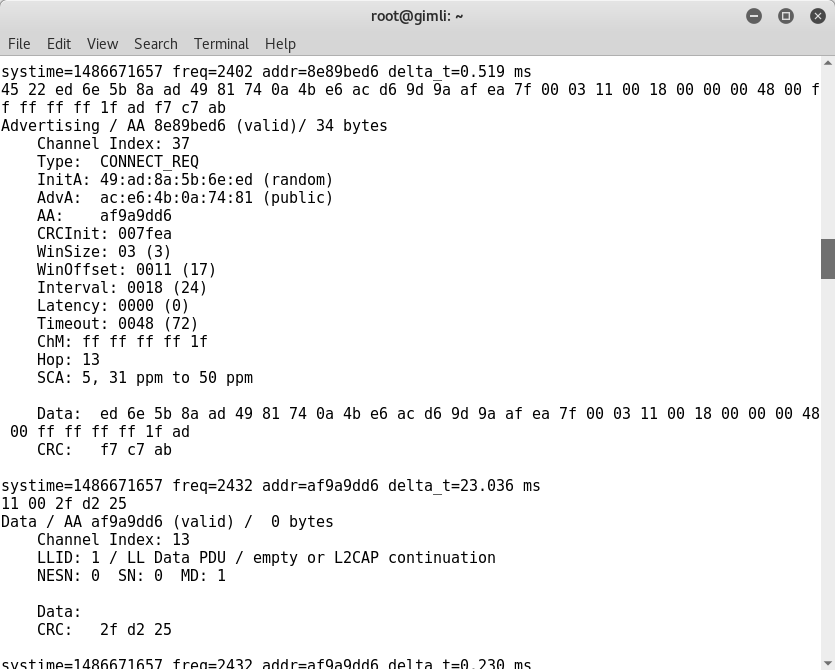 root@gimli: ~
File Edit View Search Terminal Help
systime=1486671657 freq=2402 addr=8e89bed6 delta_t=0.519 ms
45 22 ed 6e 5b 8a ad 49 81 74 0a 4b e6 ac d6 9d 9a af ea 7f 00 03 11 00 18 00 00 00 48 00 f
f ff ff ff 1f ad f7 c7 ab
Advertising / AA 8e89bed6 (valid)/ 34 bytes
    Channel Index: 37
    Type:  CONNECT_REQ
    InitA: 49:ad:8a:5b:6e:ed (random)
    AdvA:  ac:e6:4b:0a:74:81 (public)
    AA:    af9a9dd6
    CRCInit: 007fea
    WinSize: 03 (3)
    WinOffset: 0011 (17)
    Interval: 0018 (24)
    Latency: 0000 (0)
    Timeout: 0048 (72)
    ChM: ff ff ff ff 1f
    Hop: 13
    SCA: 5, 31 ppm to 50 ppm
    Data:  ed 6e 5b 8a ad 49 81 74 0a 4b e6 ac d6 9d 9a af ea 7f 00 03 11 00 18 00 00 00 48
 00 ff ff ff ff 1f ad
    CRC:   f7 c7 ab
systime=1486671657 freq=2432 addr=af9a9dd6 delta_t=23.036 ms
11 00 2f d2 25
Data / AA af9a9dd6 (valid) /  0 bytes
    Channel Index: 13
    LLID: 1 / LL Data PDU / empty or L2CAP continuation
    NESN: 0  SN: 0  MD: 1
    Data:
    CRC:   2f d2 25
systime=1486671657 freq=2432 addr=af9a9dd6 delta_t=0.230 ms